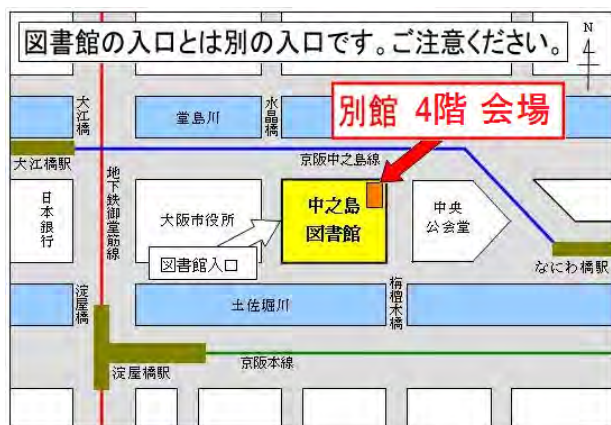 図書館の入口とは別の入口です。ご注意ください。
N
大江橋
堂島川
水晶橋
別館 4階 会場
大江橋駅
京阪中之島線
日本銀行
地下鉄御堂筋線
大阪市役所
中之島
図書館
中央
公会堂
図書館入口
なにわ橋駅
淀屋橋
土佐堀川
栴檀木橋
淀屋橋駅
京阪本線